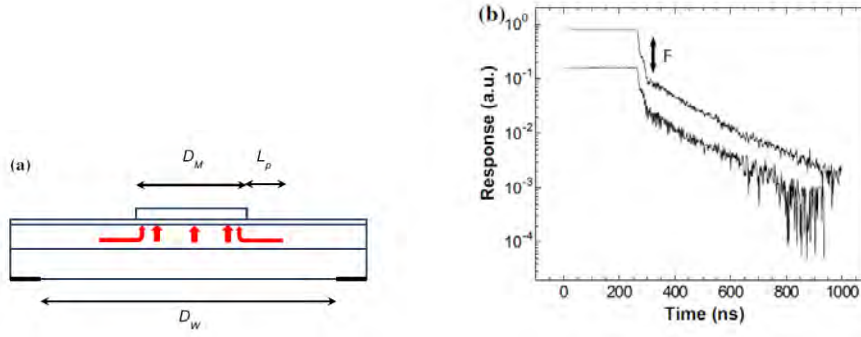 (a)
D_M
L_p
D_W
(b)
F
Response (a.u.)
10^0
10^-1
10^-2
10^-3
10^-4
0 200 400 600 800 1000
Time (ns)